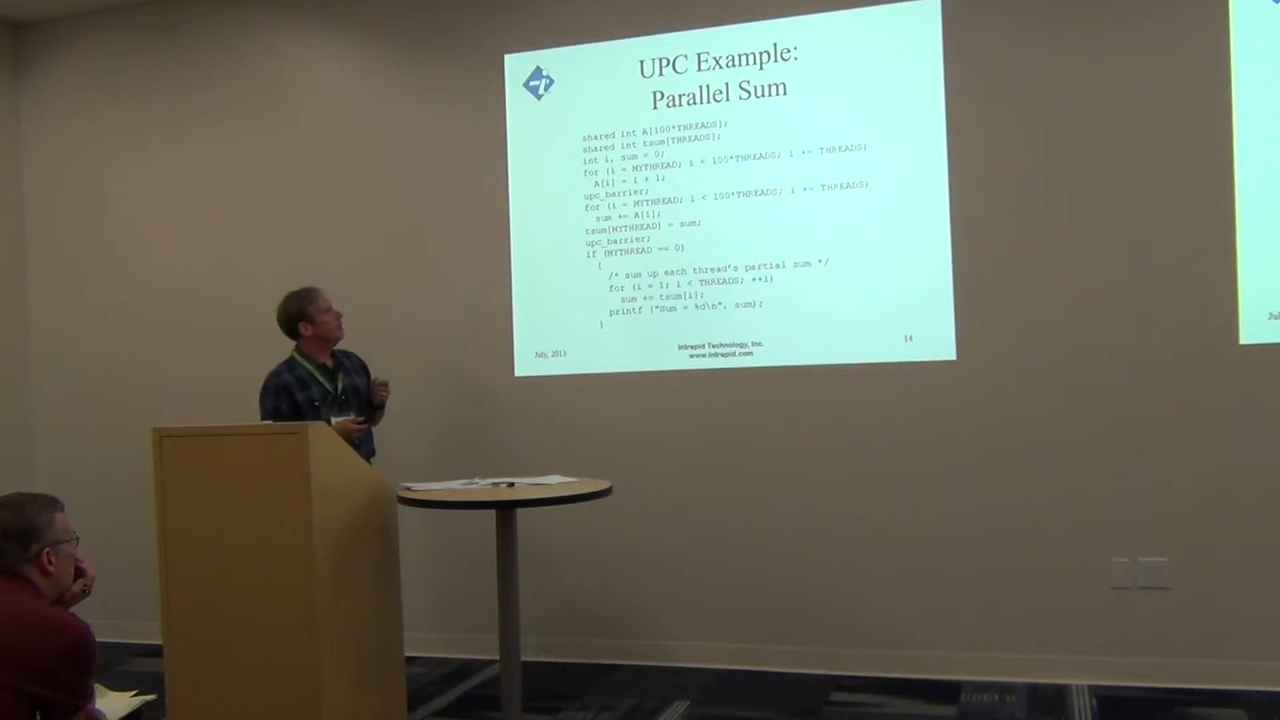 UPC Example:
Parallel Sum
shared int A[100*THREADS];
shared int tsum[THREADS];
int i, sum = 0;
for (i = MYTHREAD; i < 100*THREADS; i += THREADS)
A[i] = i + 1;
upc_barrier;
for (i = MYTHREAD; i < 100*THREADS; i += THREADS)
sum += A[i];
tsum[MYTHREAD] = sum;
upc_barrier;
if (MYTHREAD == 0)
{
/* sum up each thread's partial sum */
for (i = 1; i < THREADS; ++i)
sum += tsum[i];
printf ("Sum = %d\n", sum);
}
July, 2013
Intrepid Technology, Inc.
www.intrepid.com
14